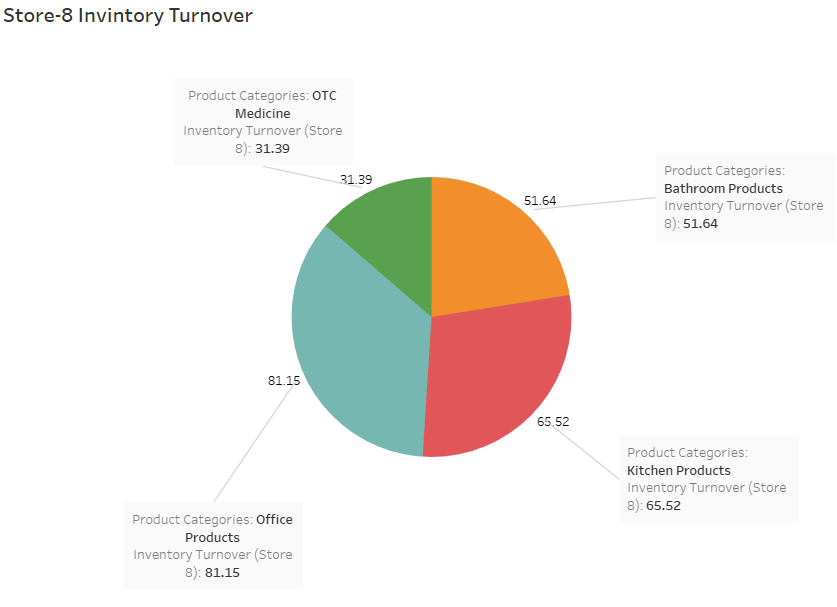 Store-8 Invintory Turnover
Product Categories: OTC
Medicine
Inventory Turnover (Store
8): 31.39
31.39
Product Categories:
Bathroom Products
Inventory Turnover (Store
8): 51.64
51.64
81.15
65.52
Product Categories:
Kitchen Products
Inventory Turnover (Store
8): 65.52
Product Categories: Office
Products
Inventory Turnover (Store
8): 81.15